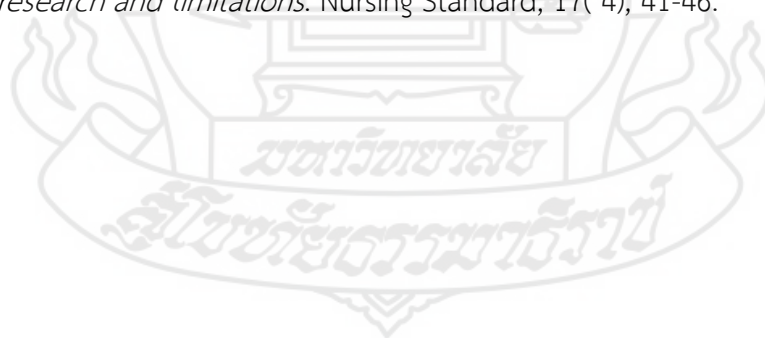 research and limitations. Nursing Standard, 17( 4), 41-46.
มหาวิทยาลัย
สุโขทัยธรรมาธิราช